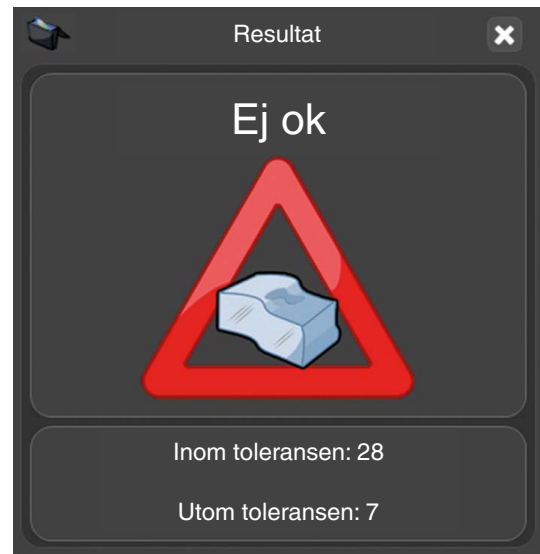 Resultat
Ej ok
Inom toleransen: 28
Utom toleransen: 7